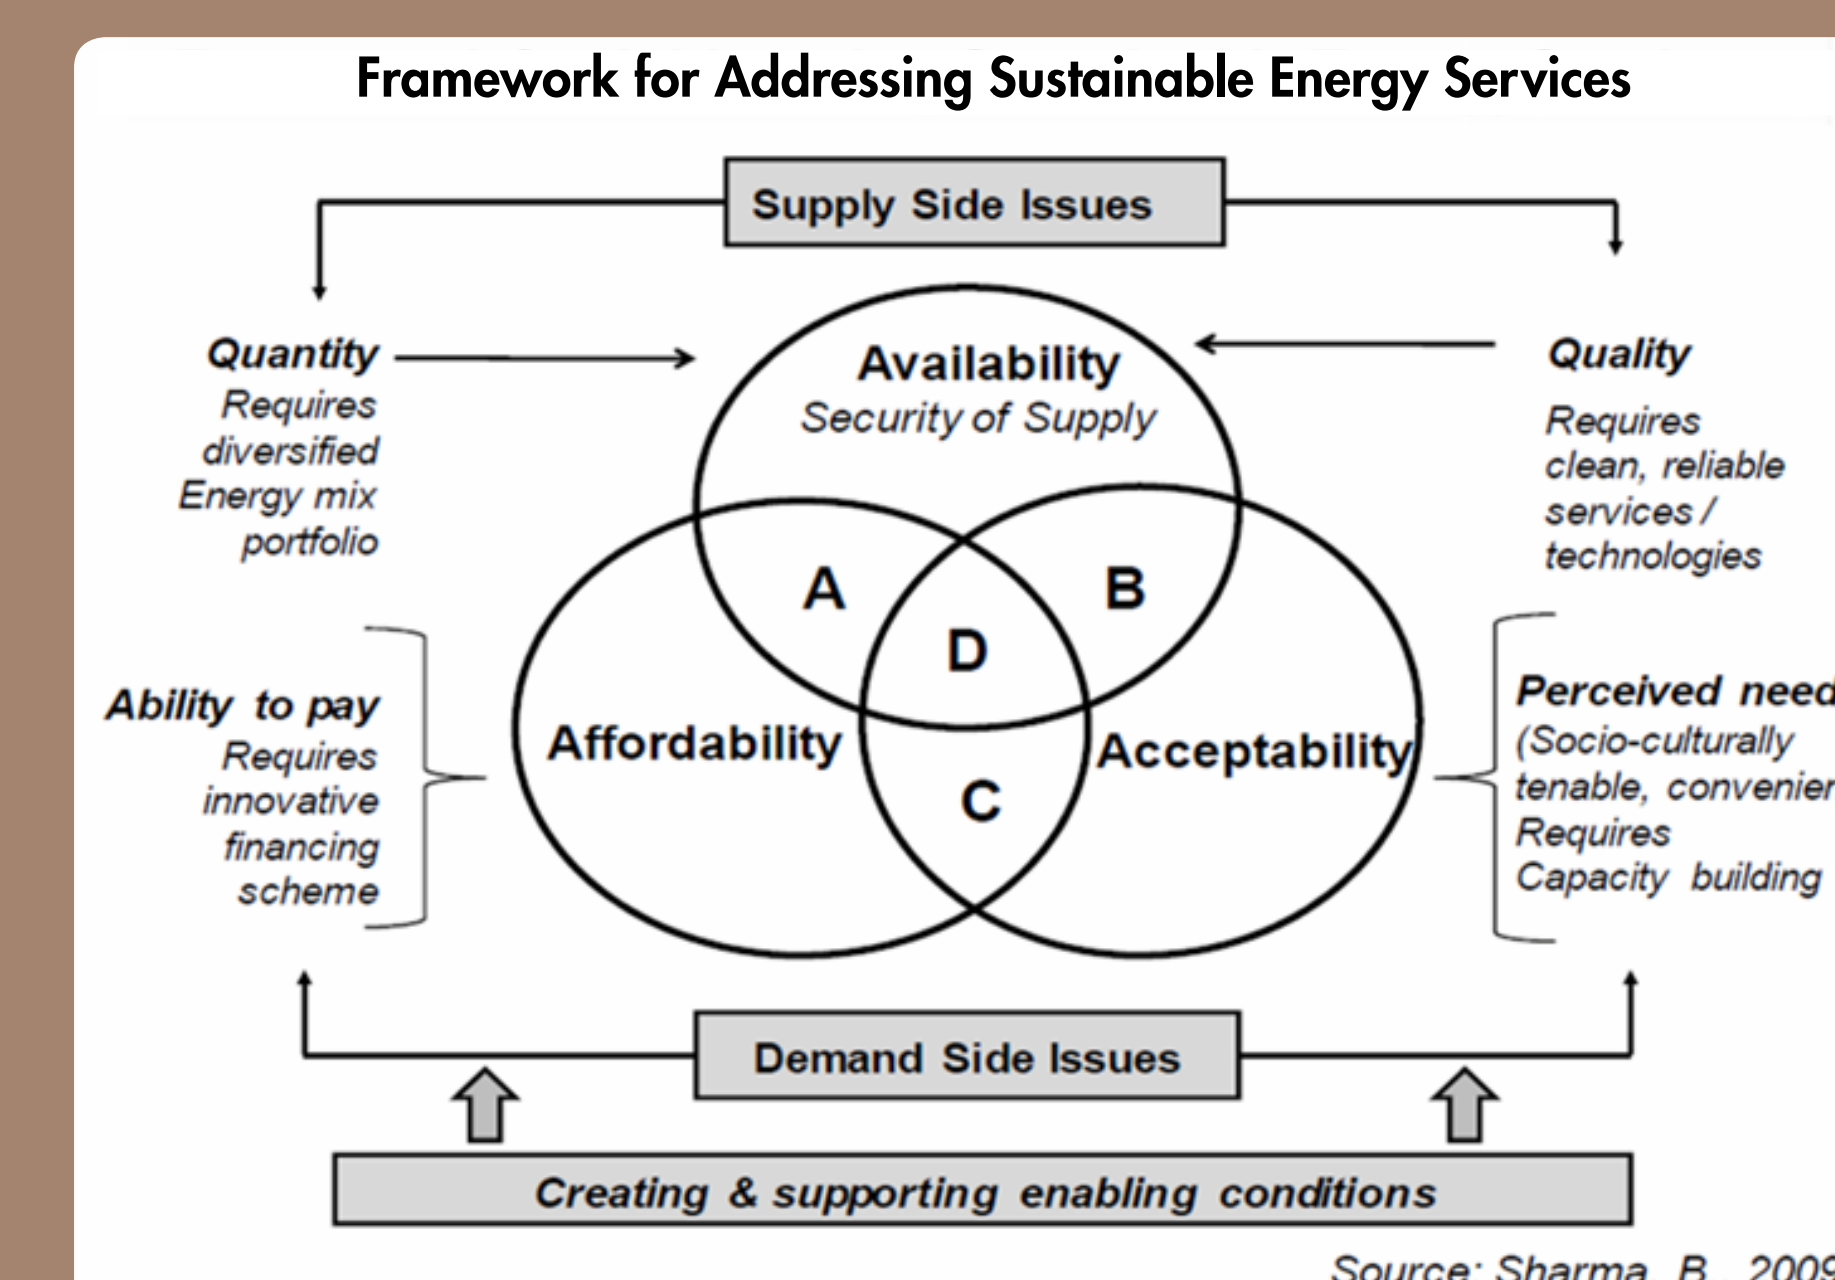 Framework for Addressing Sustainable Energy Services
Supply Side Issues
Quantity
Requires
diversified
Energy mix
portfolio
Availability
Security of Supply
Quality
Requires
clean, reliable
services /
technologies
A
B
D
C
Affordability
Acceptability
Ability to pay
Requires
innovative
financing
scheme
Perceived need
(Socio-culturally
tenable,
Requires
Capacity building
Demand Side Issues
Creating & supporting enabling conditions
Source: Sharma, B., 2009